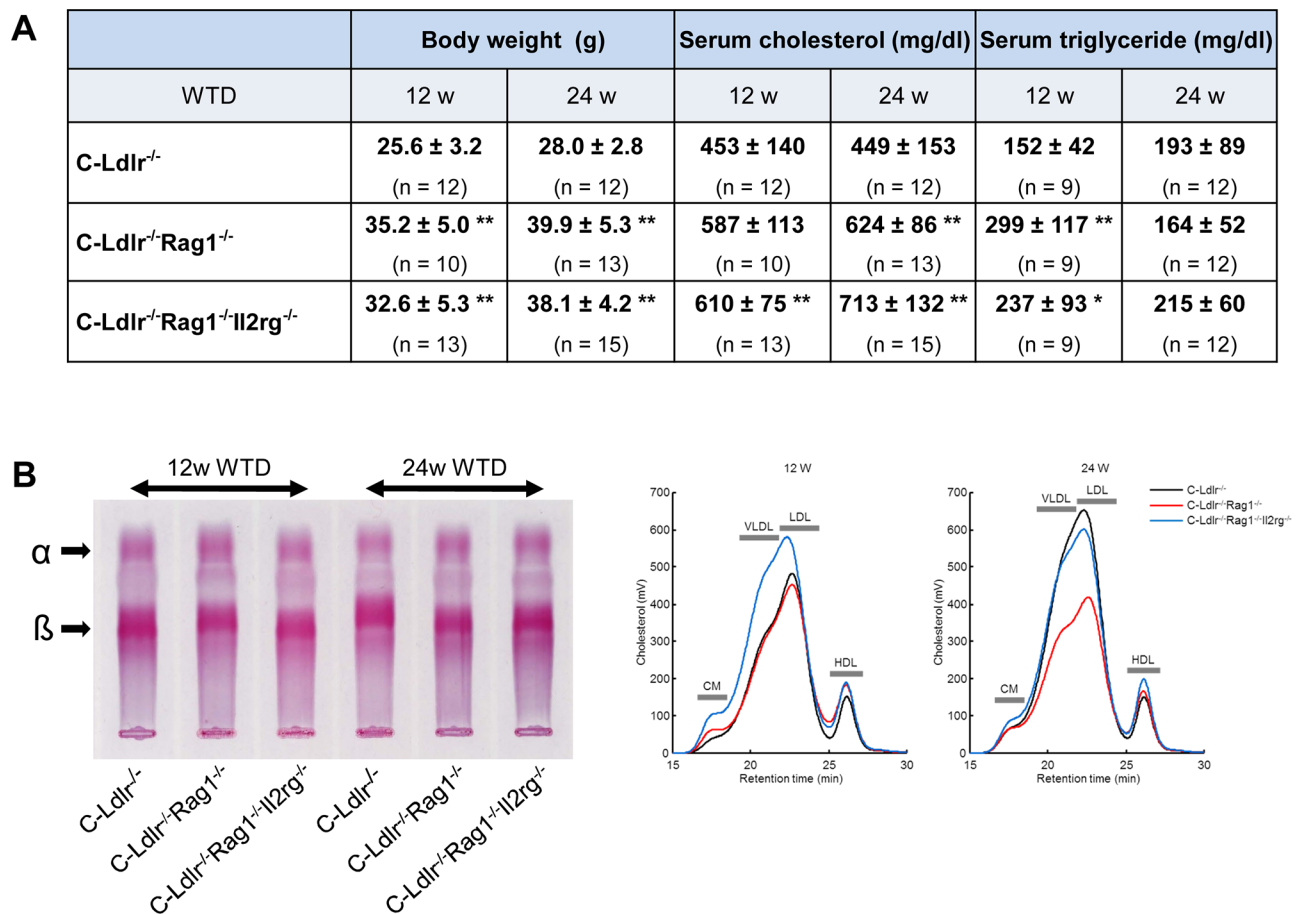 A
Body weight (g) Serum cholesterol (mg/dl) Serum triglyceride (mg/dl)
WTD 12 w 24 w 12 w 24 w 12 w 24 w
C-Ldlr-/- 25.6 ± 3.2 28.0 ± 2.8 453 ± 140 449 ± 153 152 ± 42 193 ± 89
(n = 12) (n = 12) (n = 12) (n = 12) (n = 9) (n = 12)
C-Ldlr-/-Rag1-/- 35.2 ± 5.0 ** 39.9 ± 5.3 ** 587 ± 113 624 ± 86 ** 299 ± 117 ** 164 ± 52
(n = 10) (n = 13) (n = 10) (n = 13) (n = 9) (n = 12)
C-Ldlr-/-Rag1-/-Il2rg-/- 32.6 ± 5.3 ** 38.1 ± 4.2 ** 610 ± 75 ** 713 ± 132 ** 237 ± 93 * 215 ± 60
(n = 13) (n = 15) (n = 13) (n = 15) (n = 9) (n = 12)
B
12w WTD 24w WTD
α
ß
C-Ldlr-/-
C-Ldlr-/-Rag1-/-
C-Ldlr-/-Rag1-/-Il2rg-/-
C-Ldlr-/-
C-Ldlr-/-Rag1-/-
C-Ldlr-/-Rag1-/-Il2rg-/-
12 W
Cholesterol (mV)
700
600
500
400
300
200
100
0
CM
VLDL
LDL
HDL
15 20 25 30
Retention time (min)
24 W
Cholesterol (mV)
700
600
500
400
300
200
100
0
CM
VLDL
LDL
HDL
15 20 25 30
Retention time (min)
C-Ldlr-/-
C-Ldlr-/-Rag1-/-
C-Ldlr-/-Rag1-/-Il2rg-/-